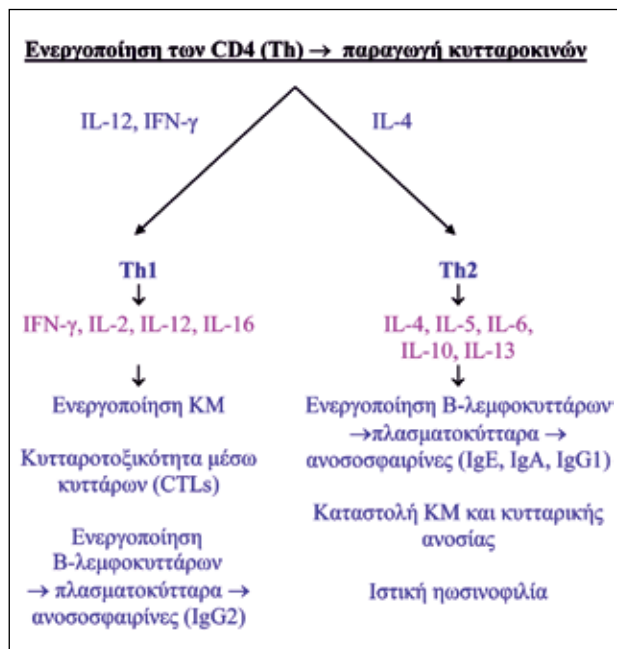 Ενεργοποίηση των CD4 (Th) → παραγωγή κυτταροκινών
IL-12, IFN-γ
IL-4
Th1
↓
IFN-γ, IL-2, IL-12, IL-16
↓
Ενεργοποίηση ΚΜ
Κυτταροτοξικότητα μέσω
κυττάρων (CTLs)
Ενεργοποίηση
Β-λεμφοκυττάρων
→ πλασματοκύτταρα →
ανοσοσφαιρίνες (IgG2)
Th2
↓
IL-4, IL-5, IL-6,
IL-10, IL-13
↓
Ενεργοποίηση Β-λεμφοκυττάρων
→πλασματοκύτταρα →
ανοσοσφαιρίνες (IgE, IgA, IgG1)
Καταστολή ΚΜ και κυτταρικής
ανοσίας
Ιστική ηωσινοφιλία